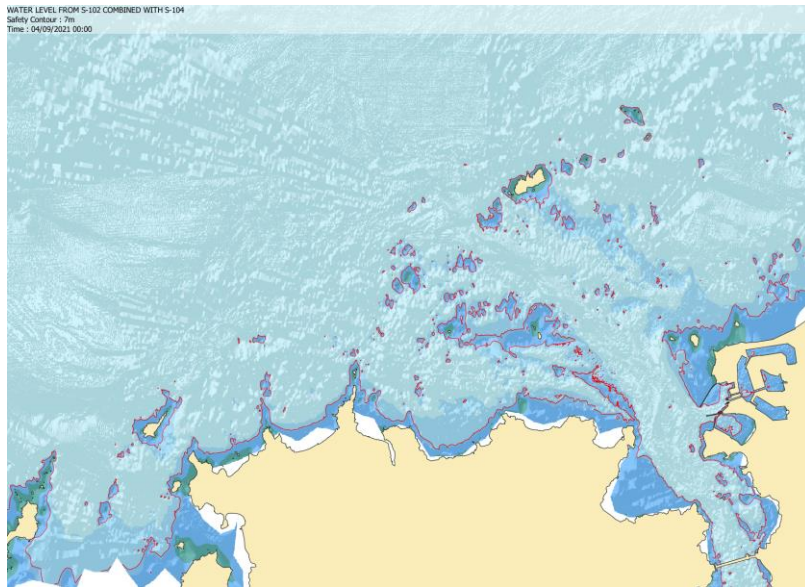 WATER LEVEL FROM S-102 COMBINED WITH S-104
Safety Contour : 7m
Time : 04/09/2021 00:00